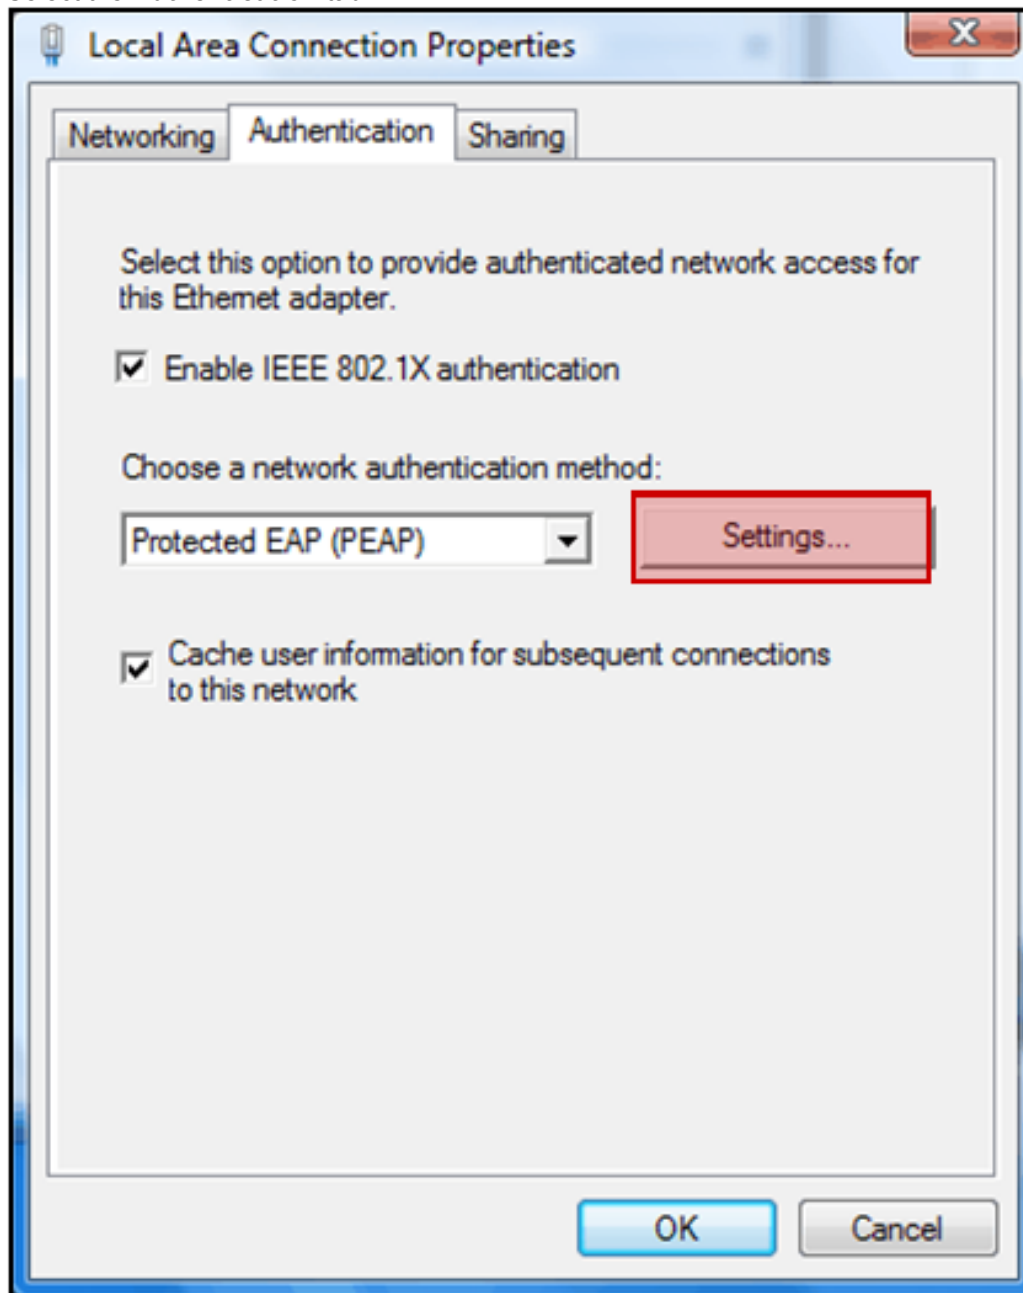 Local Area Connection Properties
Networking Authentication Sharing
Select this option to provide authenticated network access for
this Ethernet adapter.
Enable IEEE 802.1X authentication
Choose a network authentication method:
Protected EAP (PEAP) Settings...
Cache user information for subsequent connections
to this network
OK Cancel